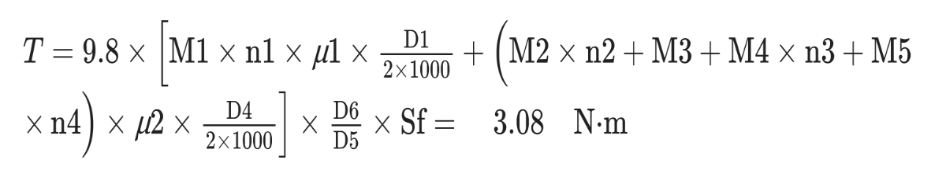 T = 9.8 × [M1 × n1 × μ1 × D1/(2×1000) + (M2 × n2 + M3 + M4 × n3 + M5
× n4) × μ2 × D4/(2×1000)] × D6/D5 × Sf = 3.08 N·m